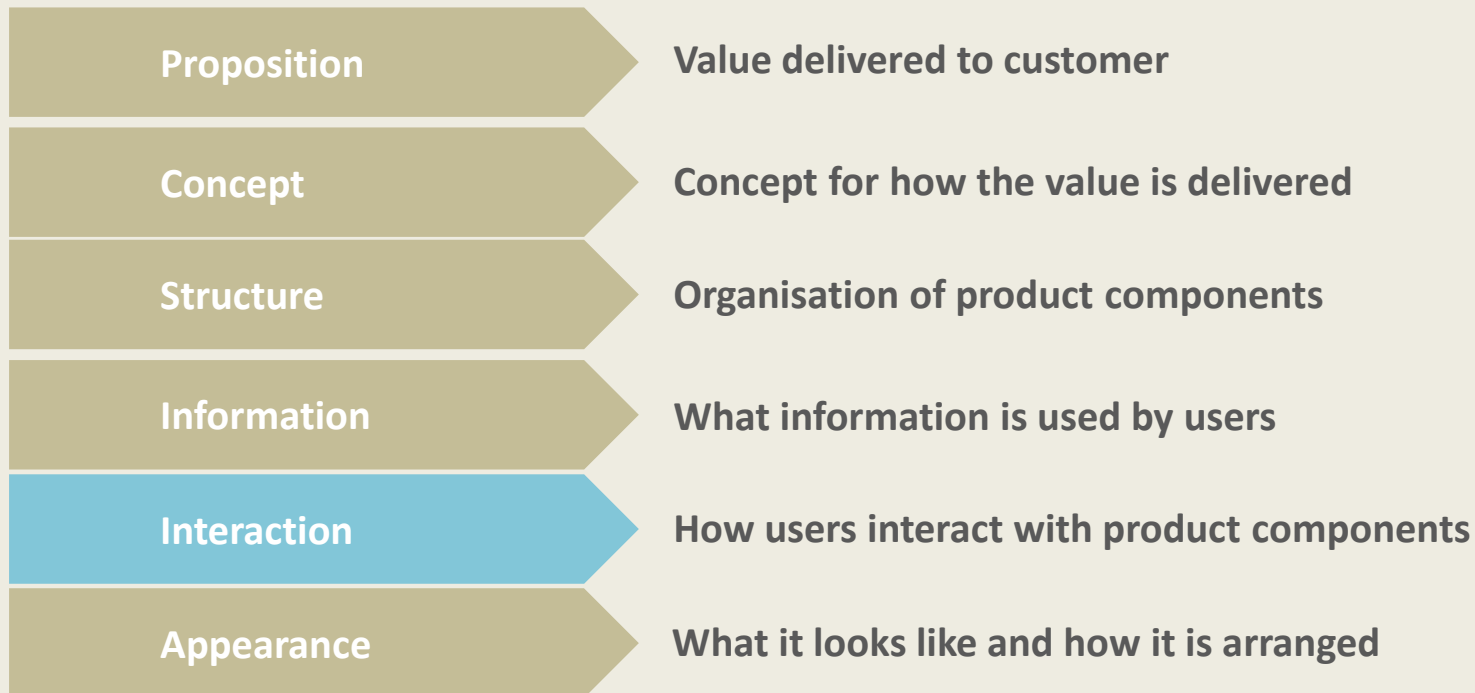 Proposition
Value delivered to customer
Concept
Concept for how the value is delivered
Structure
Organisation of product components
Information
What information is used by users
Interaction
How users interact with product components
Appearance
What it looks like and how it is arranged